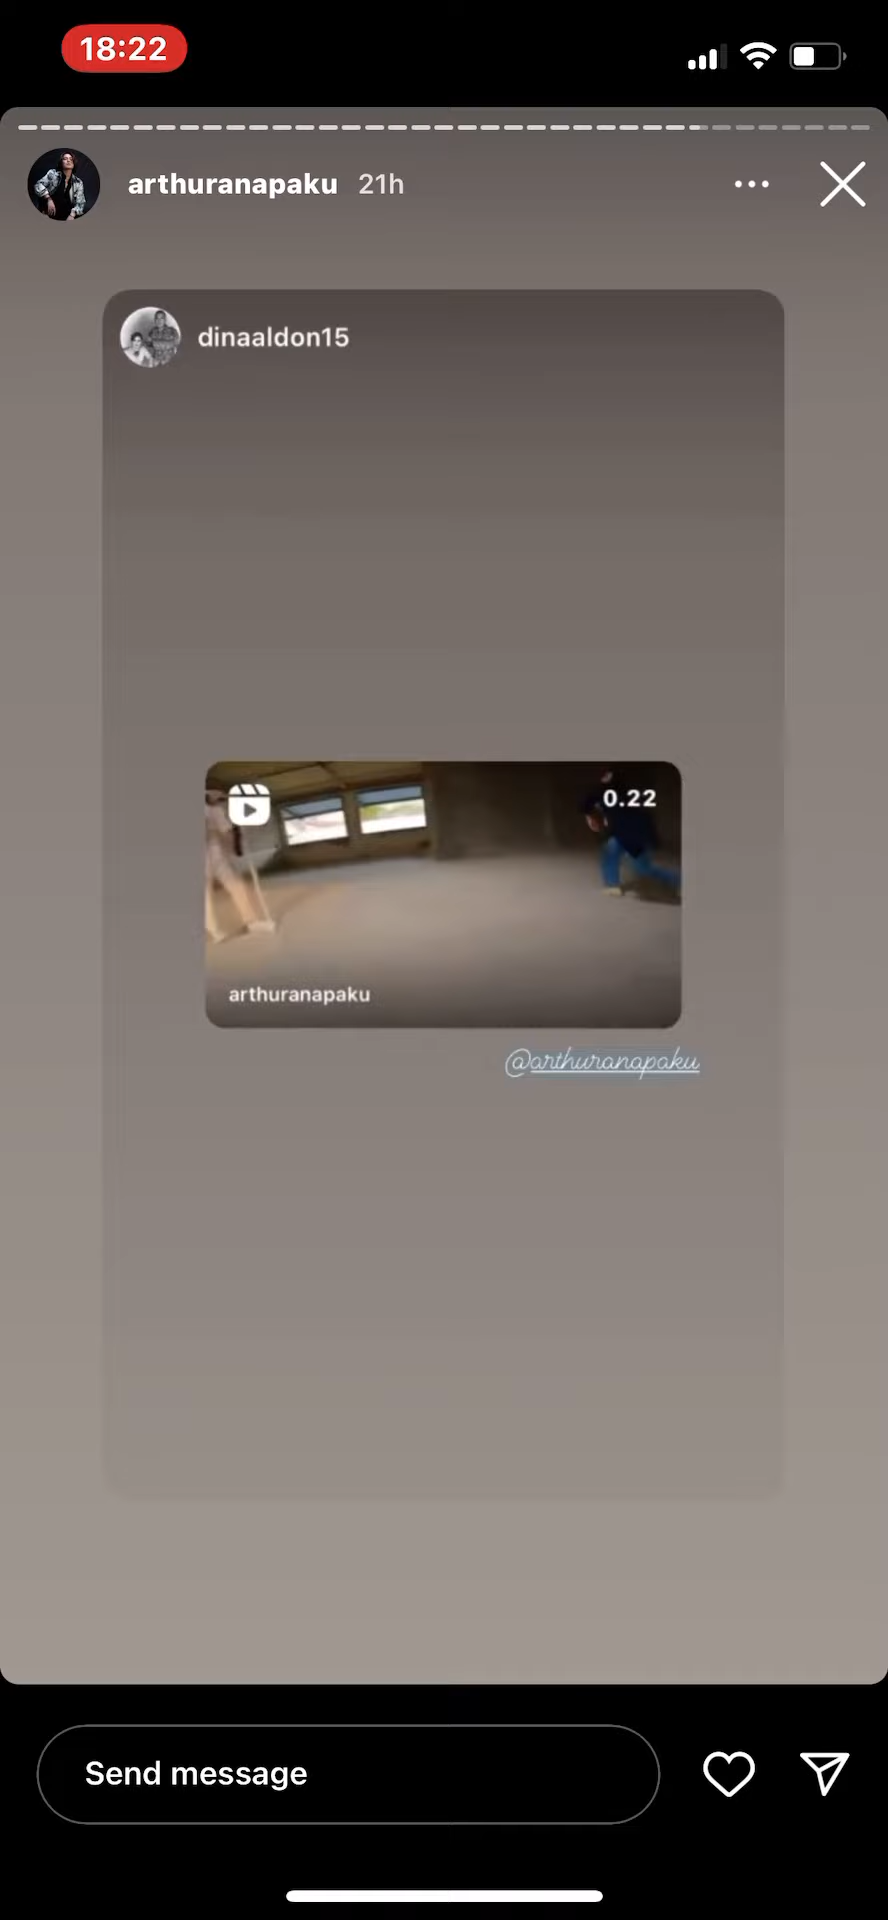 18:22
arthuranapaku 21h
dinaaldon15
0.22
arthuranapaku
@arthuranapaku
Send message